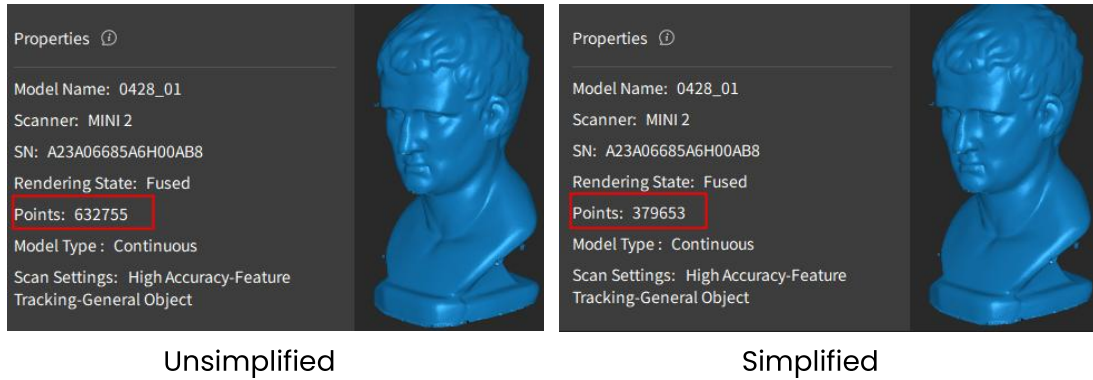 Properties
Model Name: 0428_01
Scanner: MINI 2
SN: A23A06685A6H00AB8
Rendering State: Fused
Points: 632755
Model Type : Continuous
Scan Settings: High Accuracy-Feature
Tracking-General Object
Unsimplified
Properties
Model Name: 0428_01
Scanner: MINI 2
SN: A23A06685A6H00AB8
Rendering State: Fused
Points: 379653
Model Type : Continuous
Scan Settings: High Accuracy-Feature
Tracking-General Object
Simplified